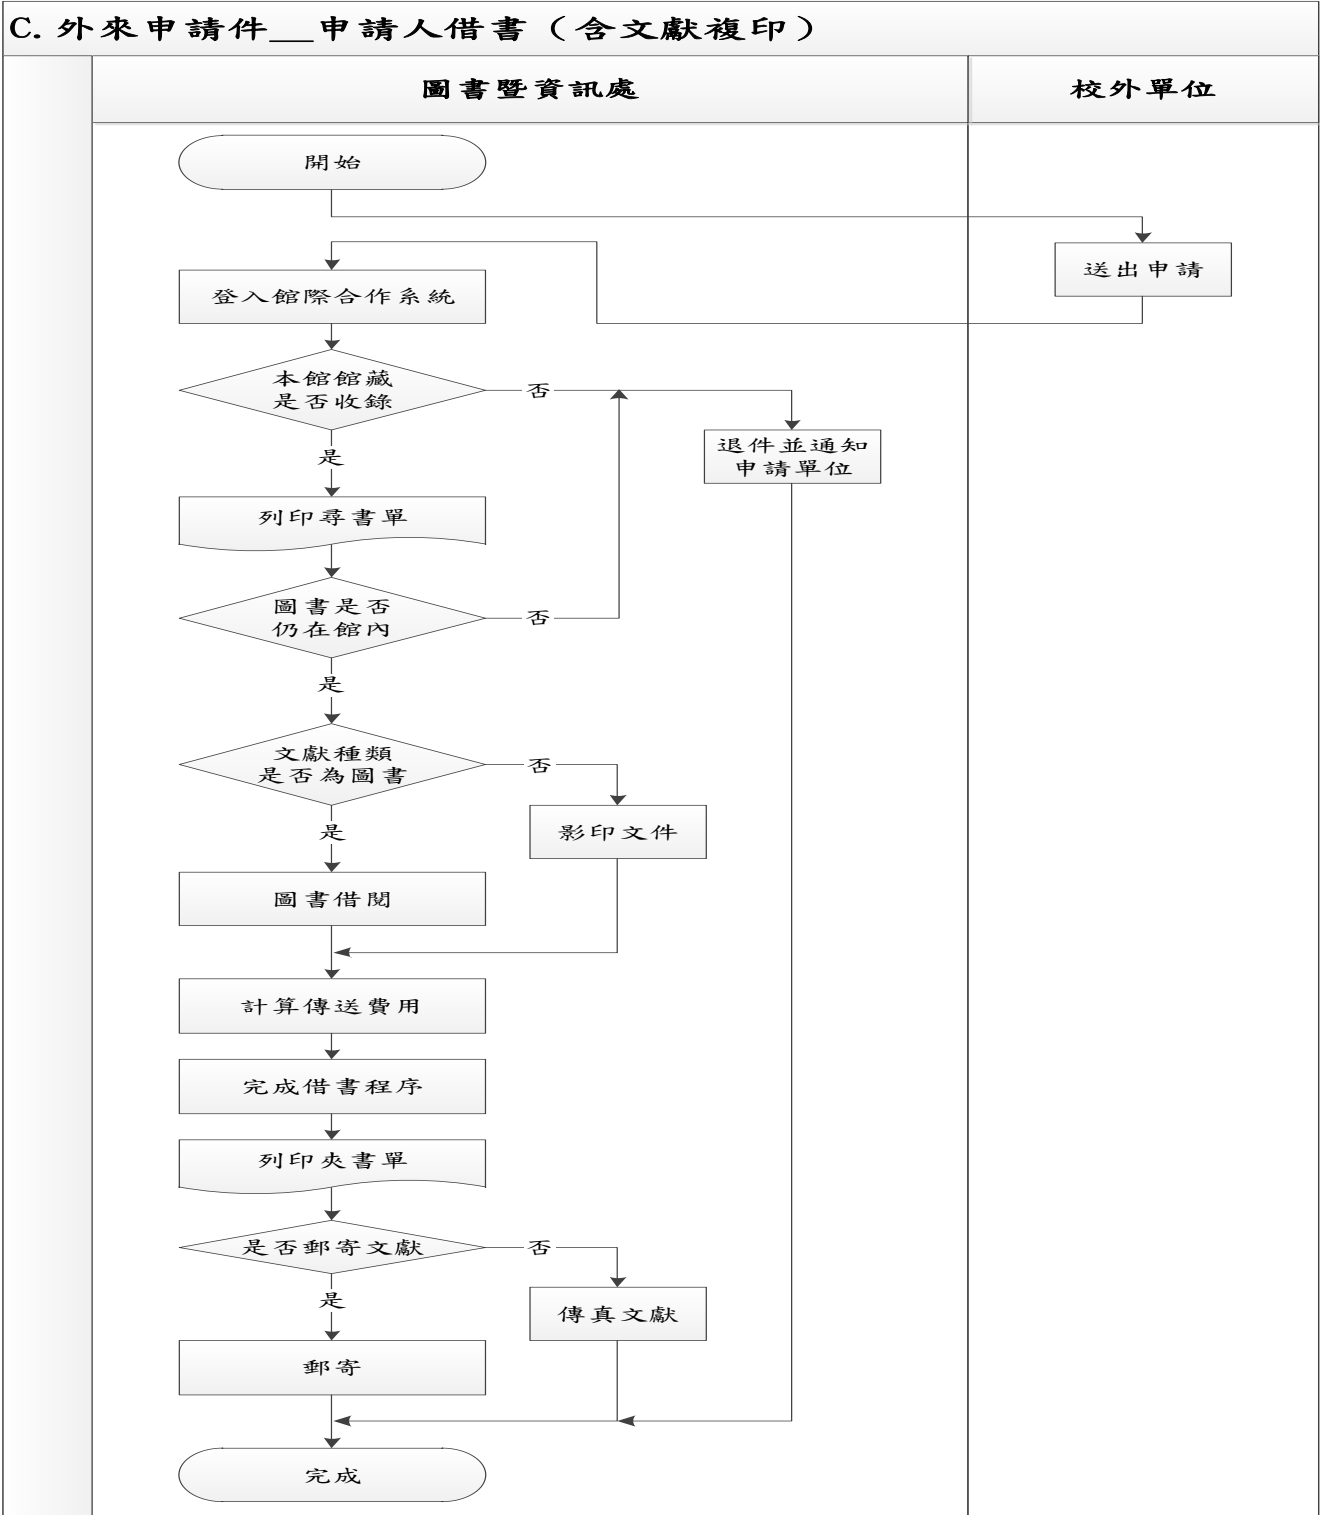 C. 外來申請件__申請人借書（含文獻複印）
圖書暨資訊處
校外單位
開始
送出申請
登入館際合作系統
本館館藏
是否收錄
否
退件並通知
申請單位
是
列印尋書單
圖書是否
仍在館內
否
是
文獻種類
是否為圖書
否
影印文件
是
圖書借閱
計算傳送費用
完成借書程序
列印夾書單
是否郵寄文獻
否
是
傳真文獻
郵寄
完成